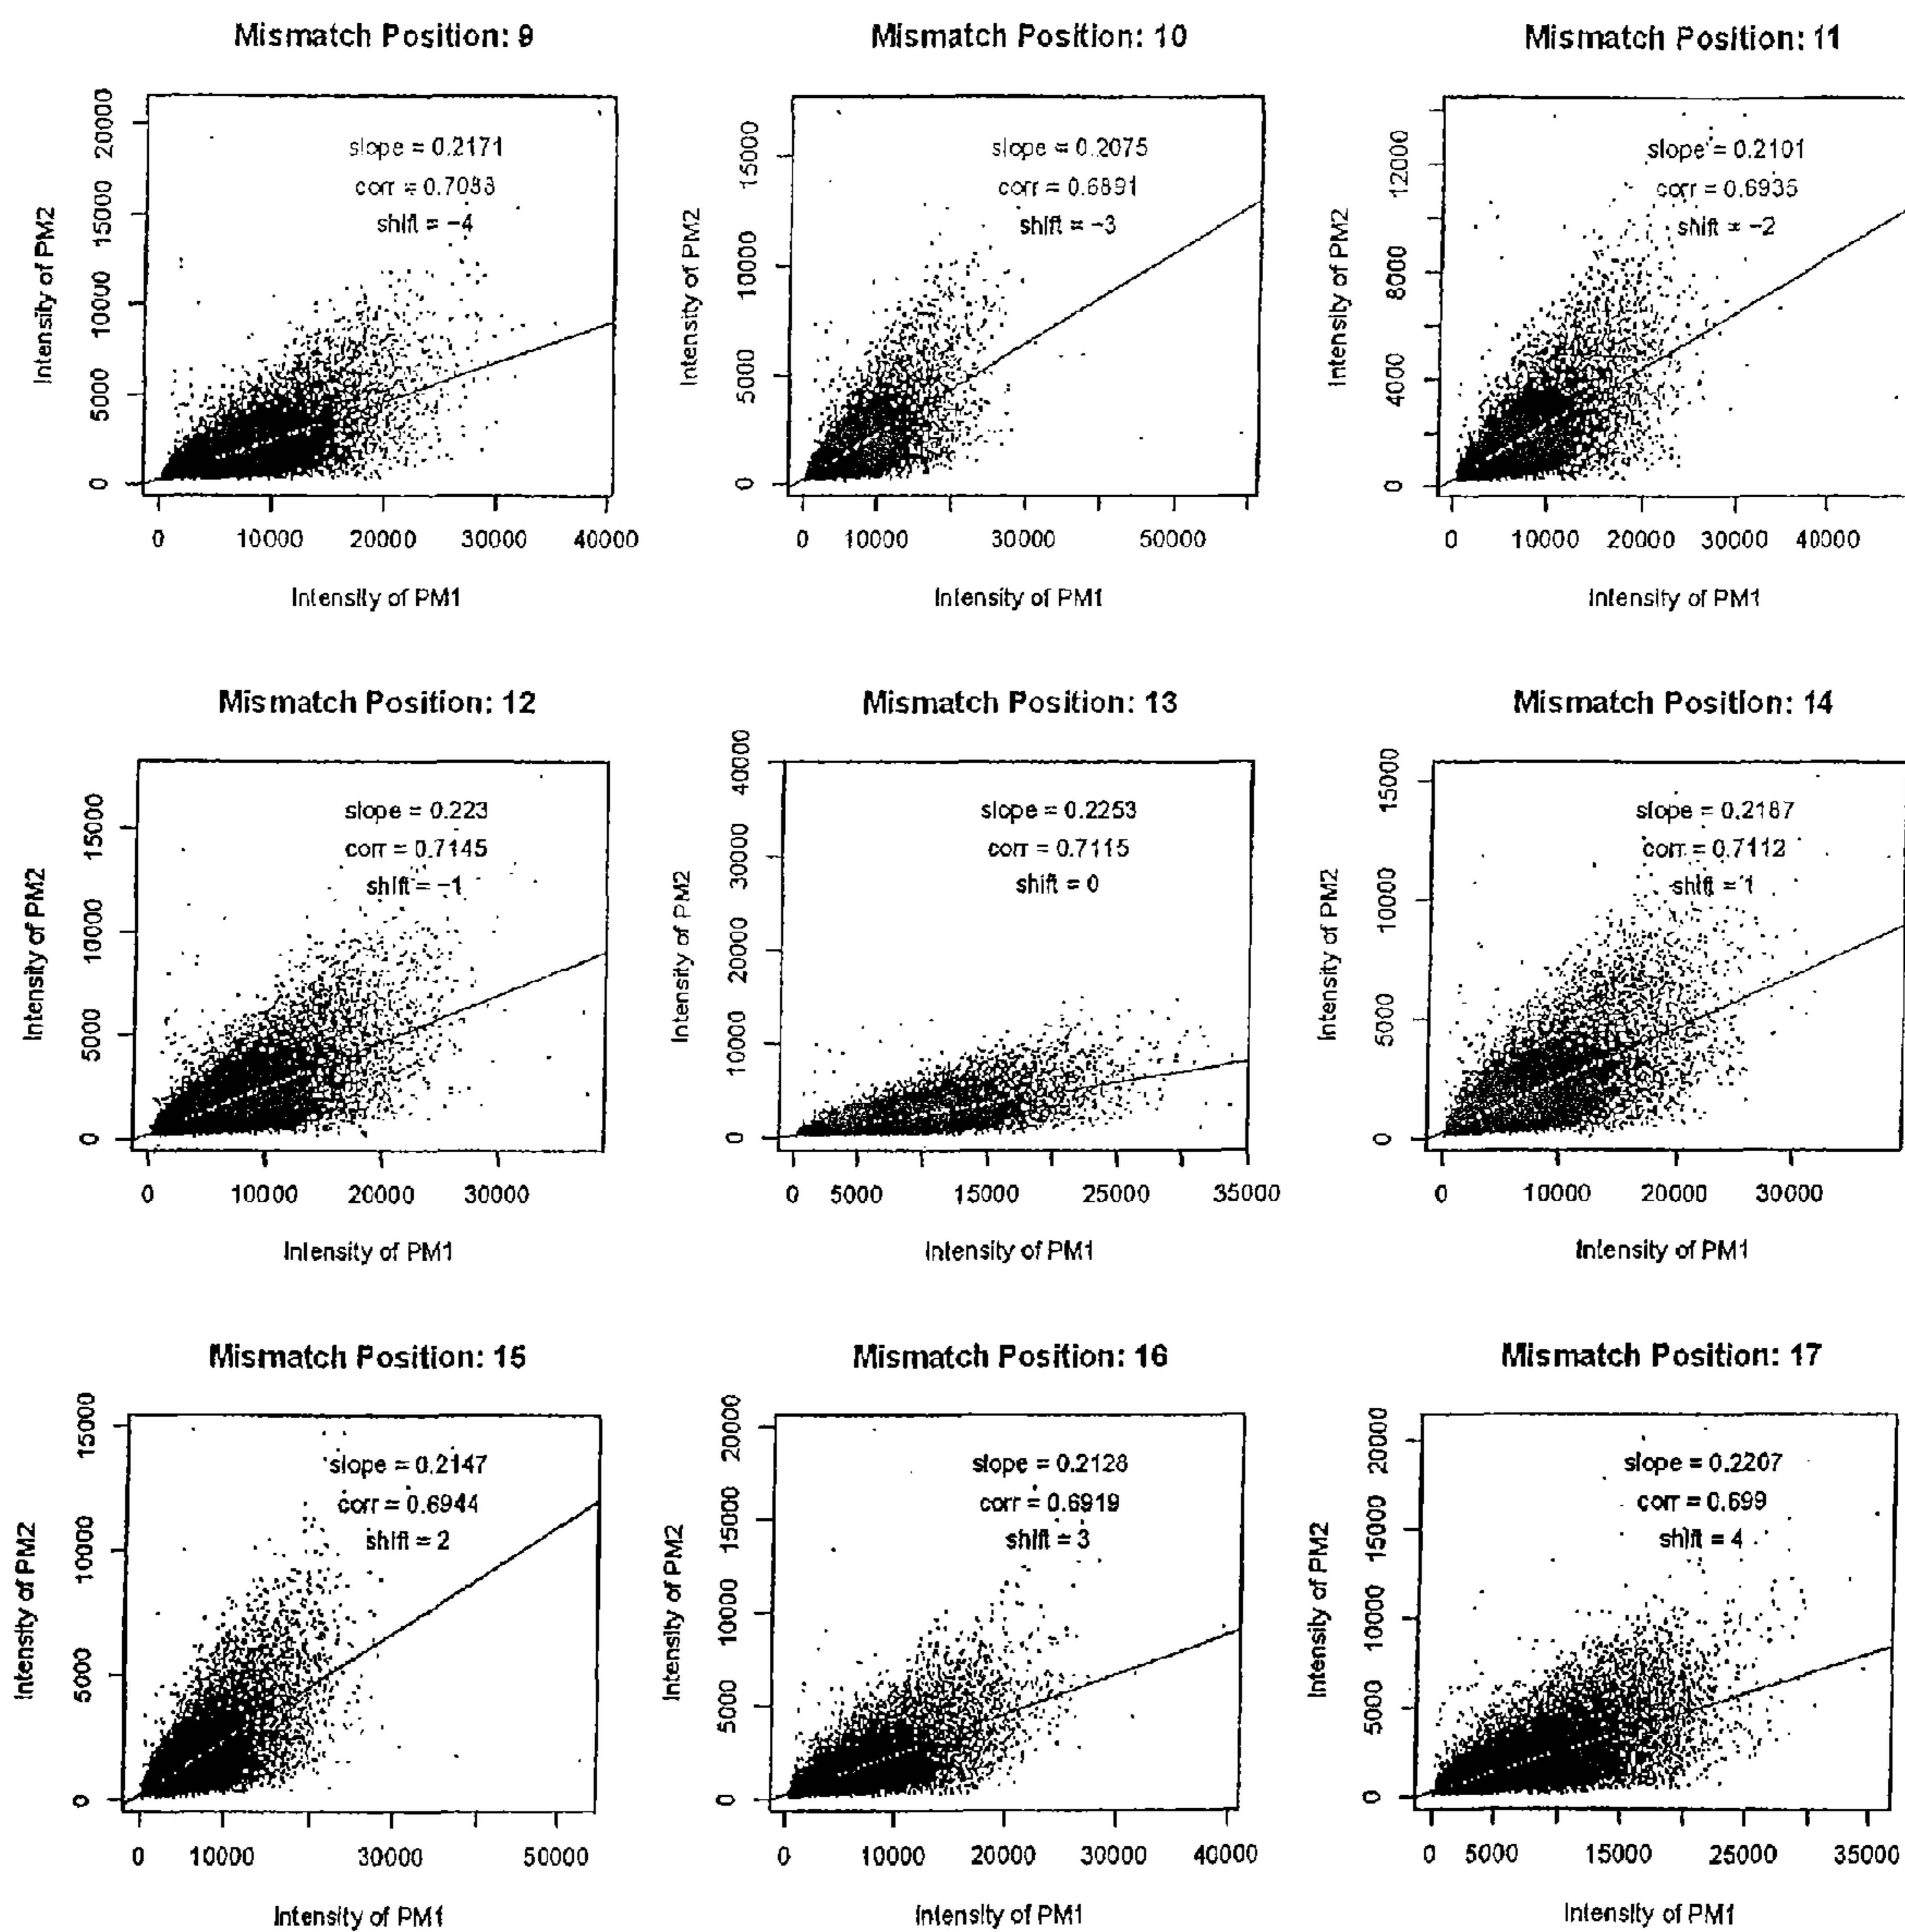 Mismatch Position: 9
slope = 0.2171
corr = 0.7088
shift = −4
20000
15000
10000
5000
0
Intensity of PM2
0 10000 20000 30000 40000
Intensity of PM1
Mismatch Position: 10
slope = 0.2075
corr = 0.6891
shift = −3
15000
10000
5000
0
Intensity of PM2
0 10000 30000 50000
Intensity of PM1
Mismatch Position: 11
slope = 0.2101
corr = 0.6936
shift = −2
12000
8000
4000
0
Intensity of PM2
0 10000 20000 30000 40000
Intensity of PM1
Mismatch Position: 12
slope = 0.223
corr = 0.7145
shift = −1
15000
10000
5000
0
Intensity of PM2
0 10000 20000 30000
Intensity of PM1
Mismatch Position: 13
slope = 0.2253
corr = 0.7115
shift = 0
40000
30000
20000
10000
0
Intensity of PM2
0 5000 15000 25000 35000
Intensity of PM1
Mismatch Position: 14
slope = 0.2187
corr = 0.7112
shift = 1
15000
10000
5000
0
Intensity of PM2
0 10000 20000 30000
Intensity of PM1
Mismatch Position: 15
slope = 0.2147
corr = 0.6944
shift = 2
15000
10000
5000
0
Intensity of PM2
0 10000 30000 50000
Intensity of PM1
Mismatch Position: 16
slope = 0.2128
corr = 0.6919
shift = 3
20000
15000
10000
5000
0
Intensity of PM2
0 10000 20000 30000 40000
Intensity of PM1
Mismatch Position: 17
slope = 0.2207
corr = 0.699
shift = 4
20000
15000
10000
5000
0
Intensity of PM2
0 5000 15000 25000 35000
Intensity of PM1